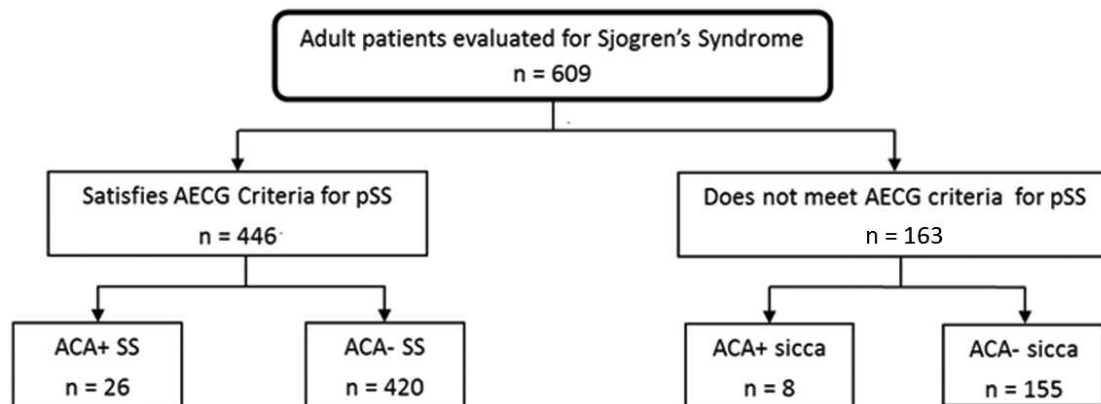 Adult patients evaluated for Sjogren's Syndrome
n = 609
Satisfies AECG Criteria for pSS
n = 446
Does not meet AECG criteria for pSS
n = 163
ACA+ SS
n = 26
ACA- SS
n = 420
ACA+ sicca
n = 8
ACA- sicca
n = 155